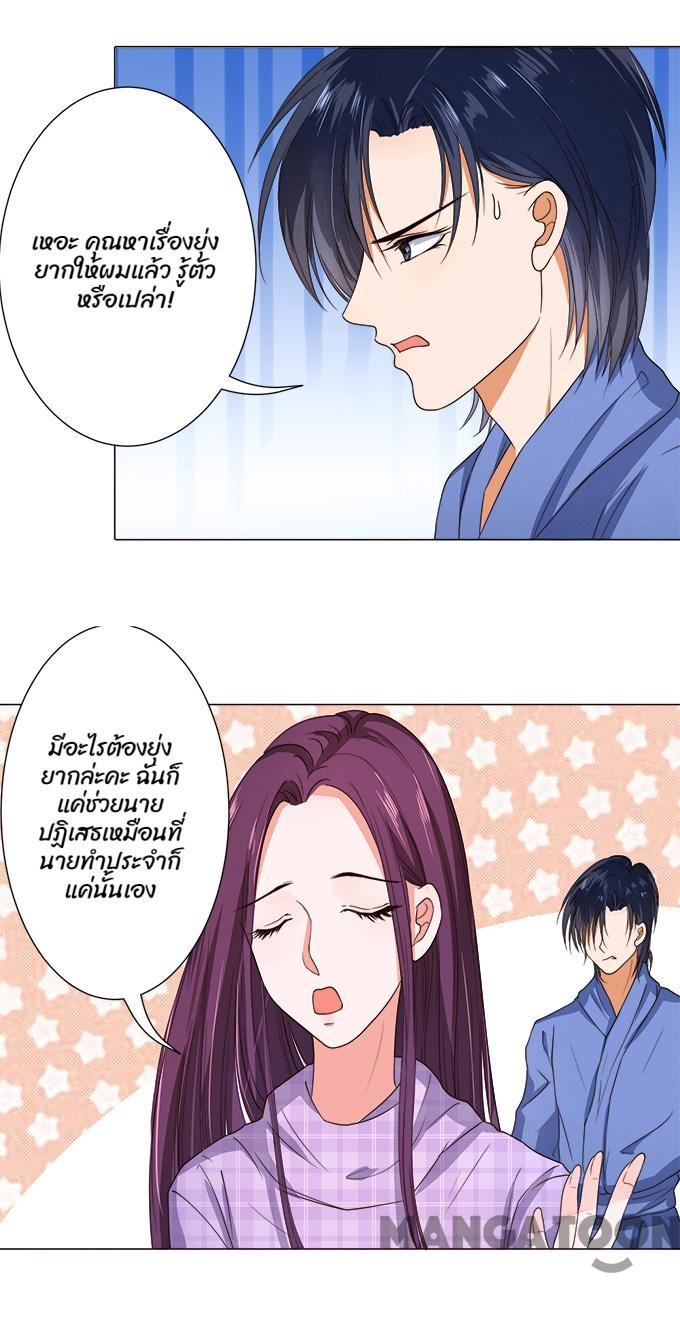 เหอะ คุณหาเรื่องยุ่ง
ยากให้ผมแล้ว รู้ตัว
หรือเปล่า!
มีอะไรต้องยุ่ง
ยากล่ะคะ ฉันก็
แค่ช่วยนาย
ปฏิเสธเหมือนที่
นายทำประจำก็
แค่นั้นเอง
MANGATOON